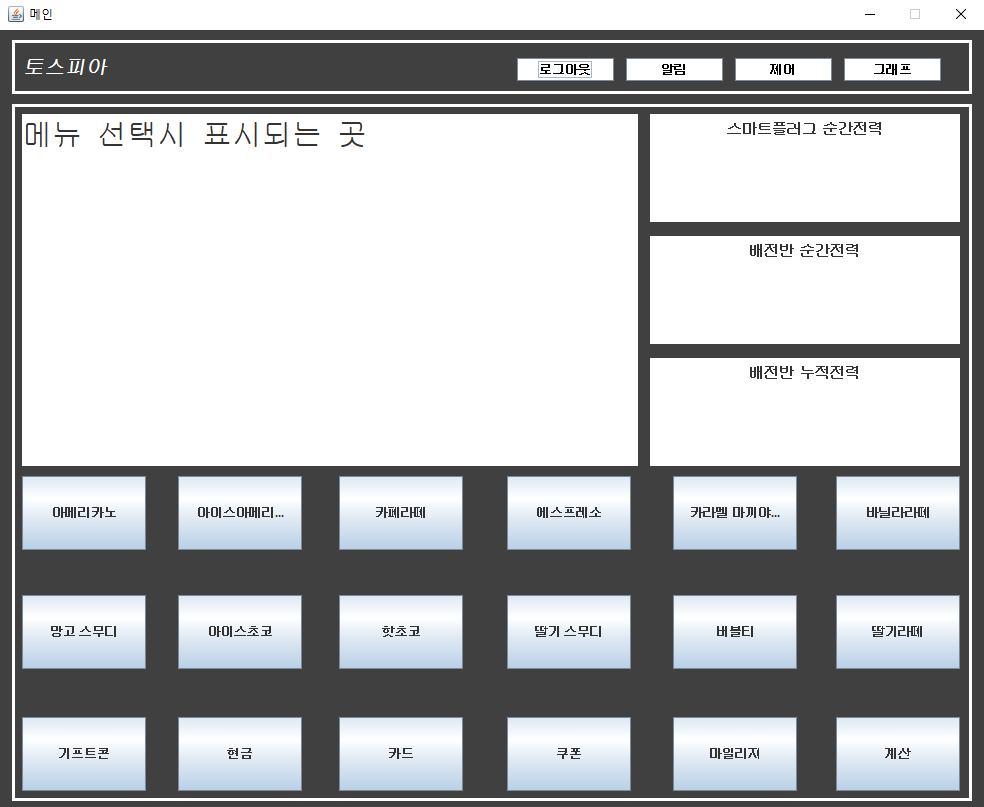 메인
토스피아
로그아웃 알림 제어 그래프
메뉴 선택시 표시되는 곳
스마트플러그 순간전력
배전반 순간전력
배전반 누적전력
아메리카노 아이스아메리... 카페라떼 에스프레소 카라멜 마끼야... 바닐라라떼
망고 스무디 아이스초코 핫초코 딸기 스무디 버블티 딸기라떼
기프트콘 현금 카드 쿠폰 마일리지 계산